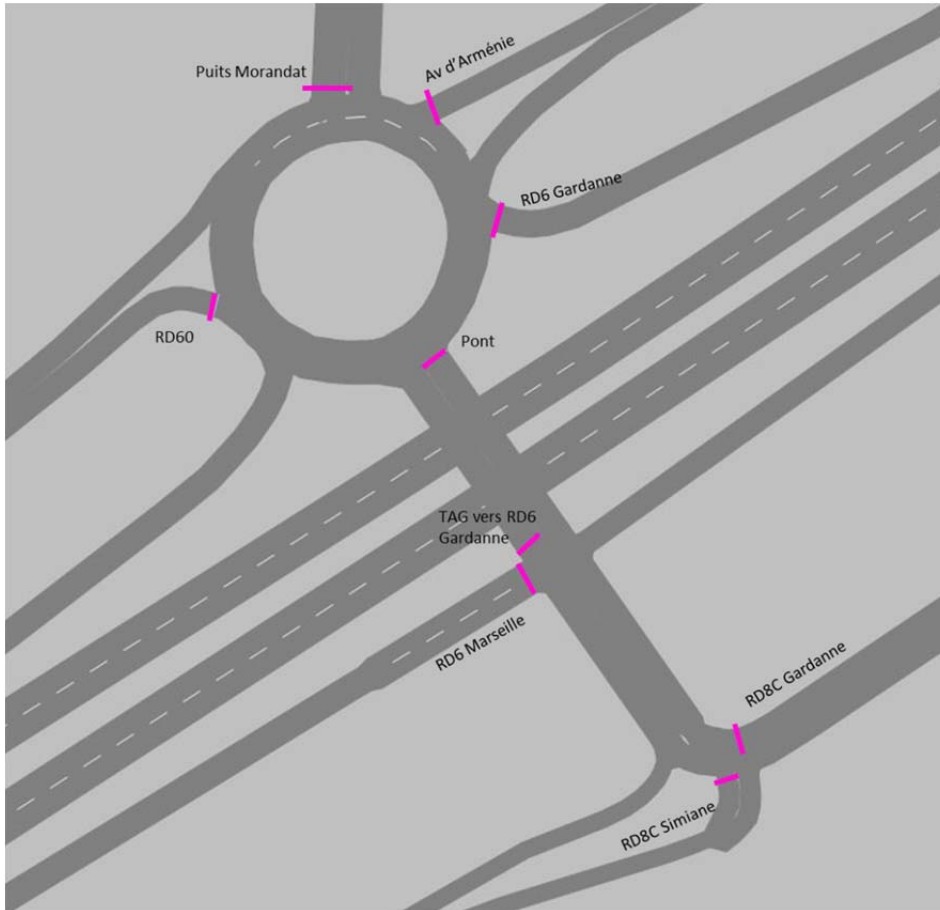 Puits Morandat
Av d'Arménie
RD6 Gardanne
RD60
Pont
TAG vers RD6
Gardanne
RD6 Marseille
RD8C Gardanne
RD8C Simiane